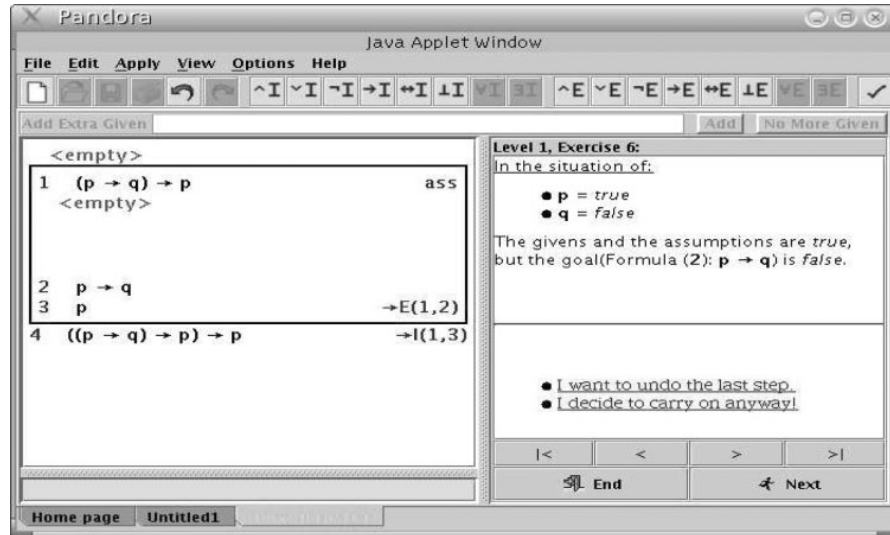 Pandora
Java Applet Window
File Edit Apply View Options Help
^I ˅I ¬I →I ↔I ⊥I ∀I ∃I ^E ˅E ¬E →E ↔E ⊥E ∀E ∃E ✓
Add Extra Given Add No More Given
<empty>
1 (p → q) → p ass
<empty>
2 p → q
3 p →E(1,2)
4 ((p → q) → p) → p →I(1,3)
Level 1, Exercise 6:
In the situation of:
● p = true
● q = false
The givens and the assumptions are true,
but the goal(Formula (2): p → q) is false.
● I want to undo the last step.
● I decide to carry on anyway!
|< < > >|
End Next
Home page Untitled1